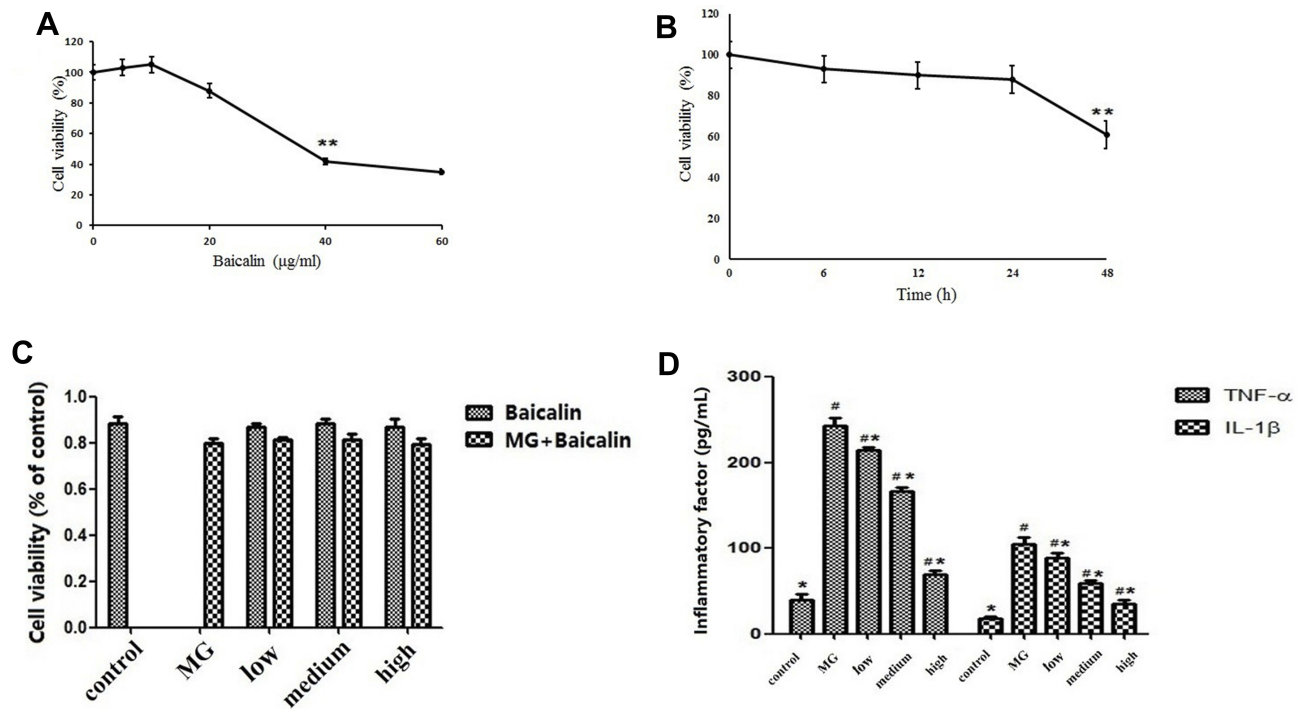 A
120
100
80
60
40
20
0
Cell viability (%)
**
0 20 40 60
Baicalin (μg/ml)
B
120
100
80
60
40
20
0
Cell viability (%)
**
0 6 12 24 48
Time (h)
C
1.0
0.8
0.6
0.4
0.2
0.0
Cell viability (% of control)
Baicalin
MG+Baicalin
control MG low medium high
D
300
200
100
0
Inflammatory factor (pg/mL)
TNF-α
IL-1β
* # #* #* #* * # #* #* #*
control MG low medium high control MG low medium high